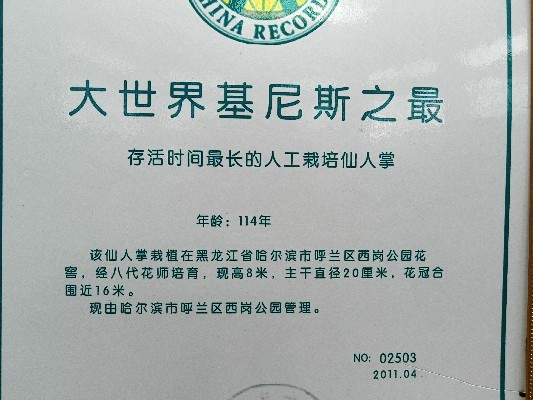 CHINA RECORD
大世界基尼斯之最
存活时间最长的人工栽培仙人掌
年龄：114年
该仙人掌栽植在黑龙江省哈尔滨市呼兰区西岗公园花
窖，经八代花师培育，现高8米，主干直径20厘米，花冠合
围近16米。
现由哈尔滨市呼兰区西岗公园管理。
NO: 02503
2011.04